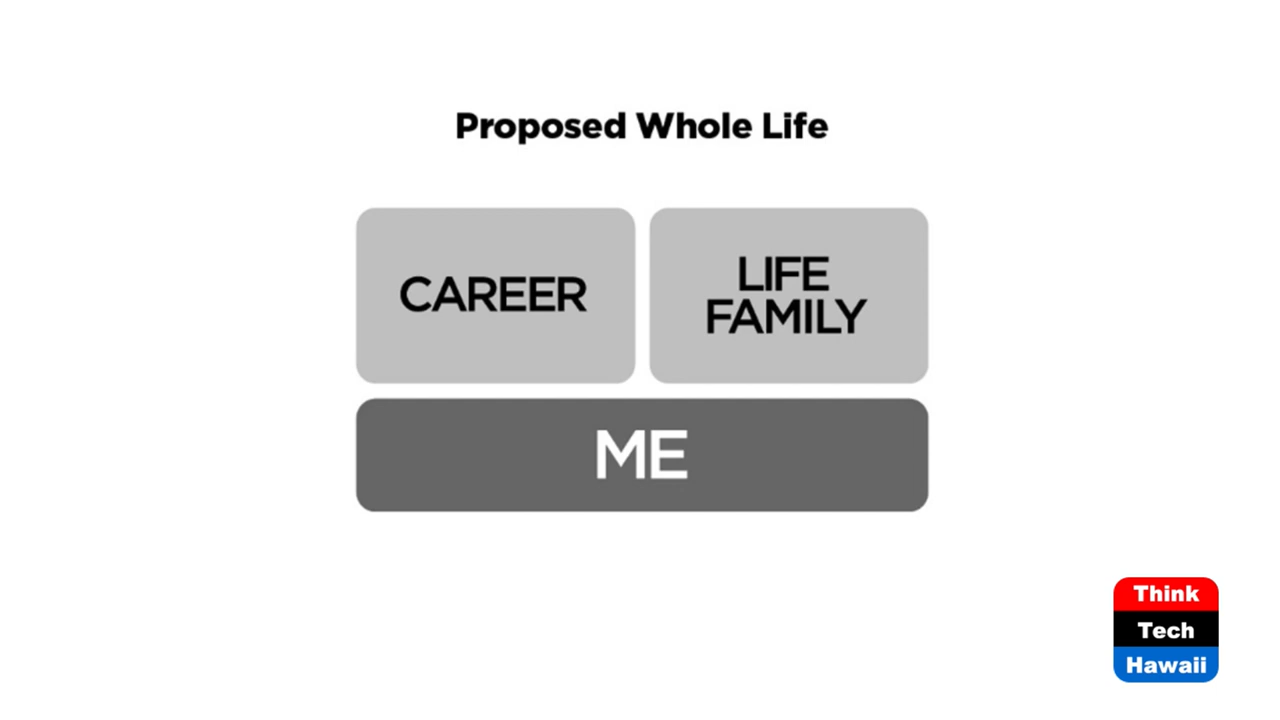 Proposed Whole Life
CAREER
LIFE
FAMILY
ME
Think
Tech
Hawaii